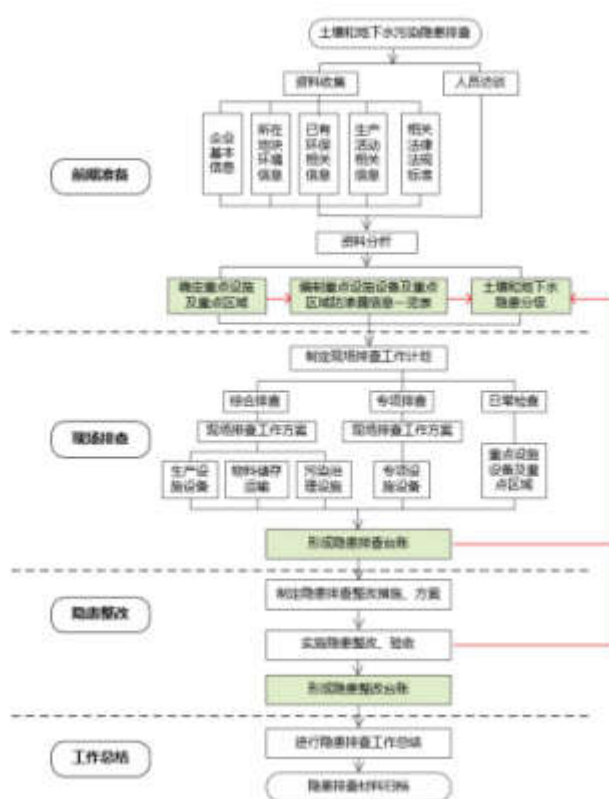 土壤和地下水污染隐患排查
资料收集
人员访谈
企业
基本
信息
所在
地块
环境
信息
已有
环保
相关
信息
生产
活动
相关
信息
相关
法律
法规
标准
前期准备
资料分析
确定重点设施
及重点区域
编制重点设施设备及重点
区域防渗漏信息一览表
土壤和地下水
隐患分级
制定现场排查工作计划
综合排查
专项排查
日常检查
现场排查工作方案
现场排查工作方案
现场排查
生产设
施设备
物料储存
运输
污染治
理设施
专项设
施设备
重点设施
设备及重
点区域
形成隐患排查台账
制定隐患排查整改措施、方案
隐患整改
实施隐患整改、验收
形成隐患整改台账
进行隐患排查工作总结
工作总结
隐患排查材料归档